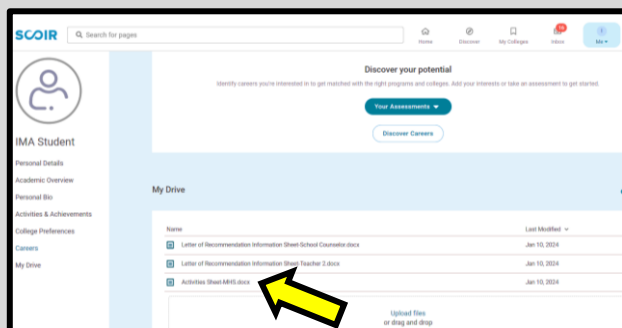 SCOIR
Search for pages
Home
Discover
My Colleges
Inbox
Me
Discover your potential
Identify careers you're interested in to get matched with the right programs and colleges. Add your interests or take an assessment to get started.
Your Assessments
Discover Careers
IMA Student
Personal Details
Academic Overview
Personal Bio
Activities & Achievements
College Preferences
Careers
My Drive
My Drive
Name Last Modified
Letter of Recommendation Information Sheet-School Counselor.docx Jan 10, 2024
Letter of Recommendation Information Sheet-Teacher 2.docx Jan 10, 2024
Activities Sheet-MHS.docx Jan 10, 2024
Upload files
or drag and drop